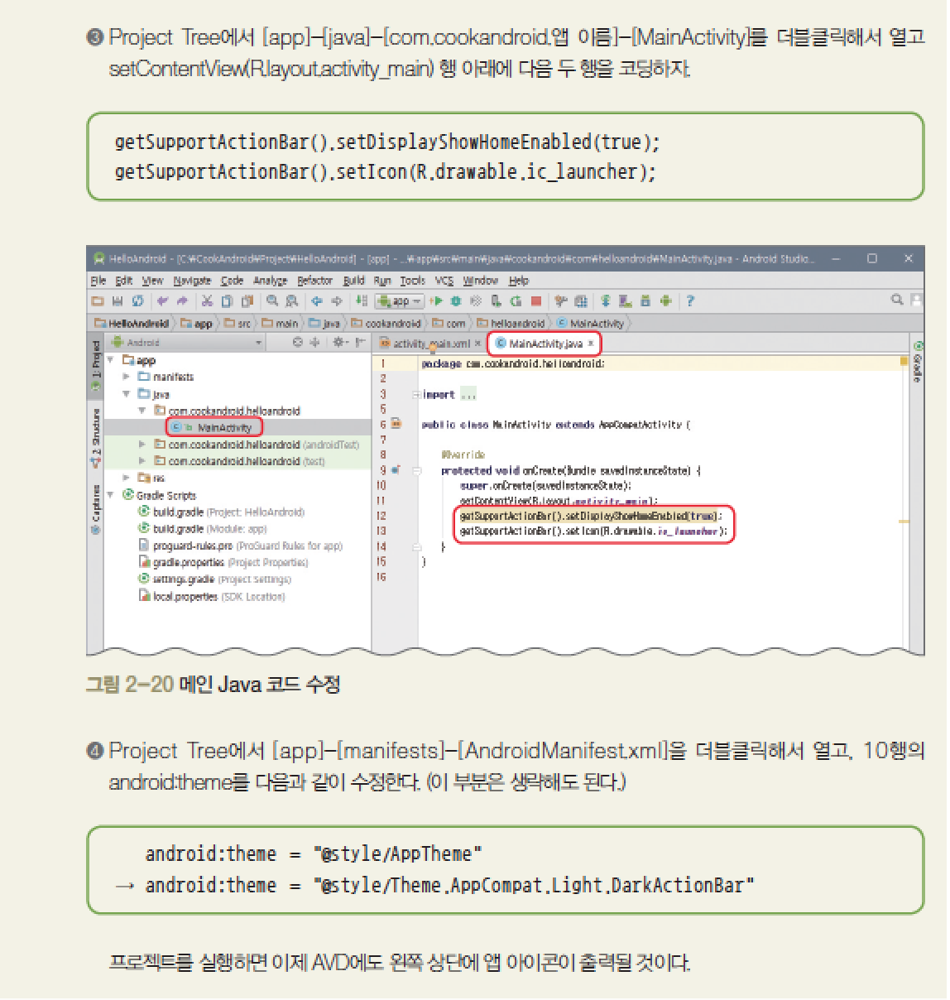 ❸ Project Tree에서 [app]-[java]-[com.cookandroid.앱 이름]-[MainActivity]를 더블클릭해서 열고
setContentView(R.layout.activity_main) 행 아래에 다음 두 행을 코딩하자.
getSupportActionBar().setDisplayShowHomeEnabled(true);
getSupportActionBar().setIcon(R.drawable.ic_launcher);
HelloAndroid - [C:₩CookAndroid₩Project₩HelloAndroid] - [app] - ...₩app₩src₩main₩java₩cookandroid₩com₩helloandroid₩MainActivity.java - Android Studio...
File Edit View Navigate Code Analyze Refactor Build Run Tools VCS Window Help
app
HelloAndroid app src main java cookandroid com helloandroid MainActivity
1: Project
2: Structure
Captures
Android
app
manifests
java
com.cookandroid.helloandroid
MainActivity
com.cookandroid.helloandroid (androidTest)
com.cookandroid.helloandroid (test)
res
Gradle Scripts
build.gradle (Project: HelloAndroid)
build.gradle (Module: app)
proguard-rules.pro (ProGuard Rules for app)
gradle.properties (Project Properties)
settings.gradle (Project Settings)
local.properties (SDK Location)
activity_main.xml × MainActivity.java ×
Gradle
1 package com.cookandroid.helloandroid;
2
3 import ...
5
6 public class MainActivity extends AppCompatActivity {
7
8 @Override
9 protected void onCreate(Bundle savedInstanceState) {
10 super.onCreate(savedInstanceState);
11 setContentView(R.layout.activity_main);
12 getSupportActionBar().setDisplayShowHomeEnabled(true);
13 getSupportActionBar().setIcon(R.drawable.ic_launcher);
14 }
15 }
16
그림 2-20 메인 Java 코드 수정
❹ Project Tree에서 [app]-[manifests]-[AndroidManifest.xml]을 더블클릭해서 열고, 10행의
android:theme를 다음과 같이 수정한다. (이 부분은 생략해도 된다.)
android:theme = "@style/AppTheme"
→ android:theme = "@style/Theme.AppCompat.Light.DarkActionBar"
프로젝트를 실행하면 이제 AVD에도 왼쪽 상단에 앱 아이콘이 출력될 것이다.